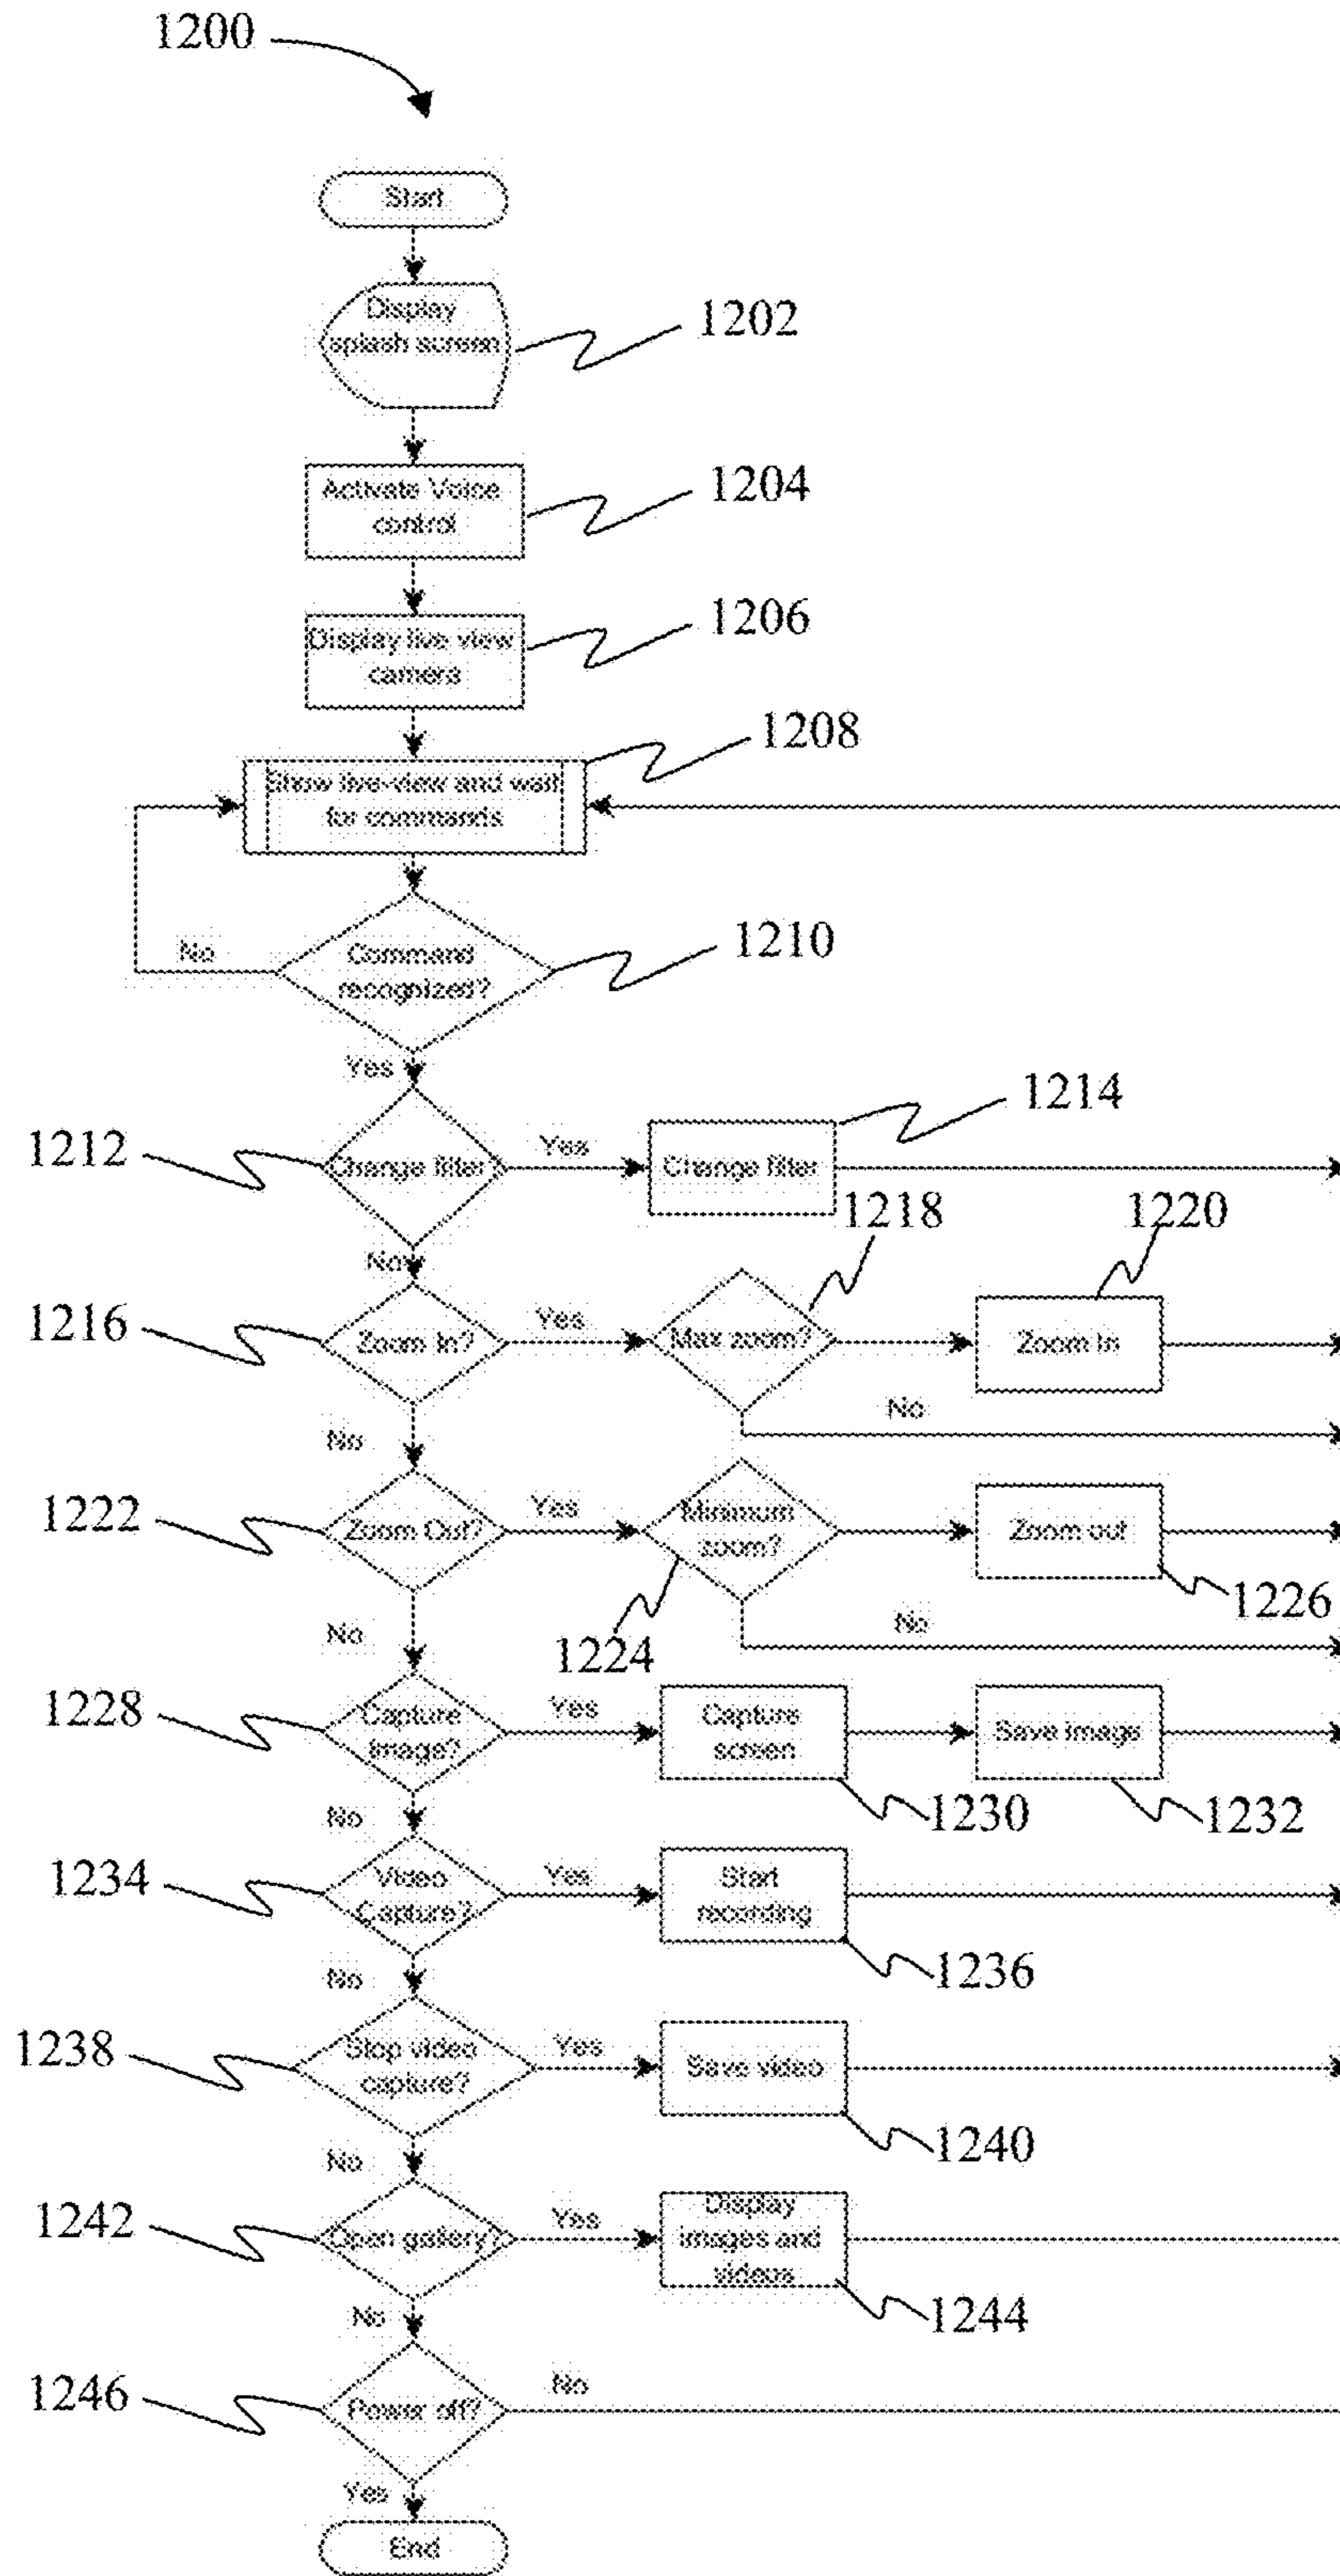 1200
Start
Display
splash screen
1202
Activate Voice
control
1204
Display live view
camera
1206
Show live-view and wait
for commands
1208
Command
recognized?
1210
No
Yes
1212
Change filter?
Yes
Change filter
1214
No
1216
Zoom In?
Yes
Max zoom?
1218
Zoom In
1220
No
No
1222
Zoom Out?
Yes
Minimum
zoom?
1224
Zoom out
1226
No
No
1228
Capture
Image?
Yes
Capture
screen
1230
Save image
1232
No
1234
Video
Capture?
Yes
Start
recording
1236
No
1238
Stop video
capture?
Yes
Save video
1240
No
1242
Open gallery?
Yes
Display
images and
videos
1244
No
1246
Power off?
No
Yes
End